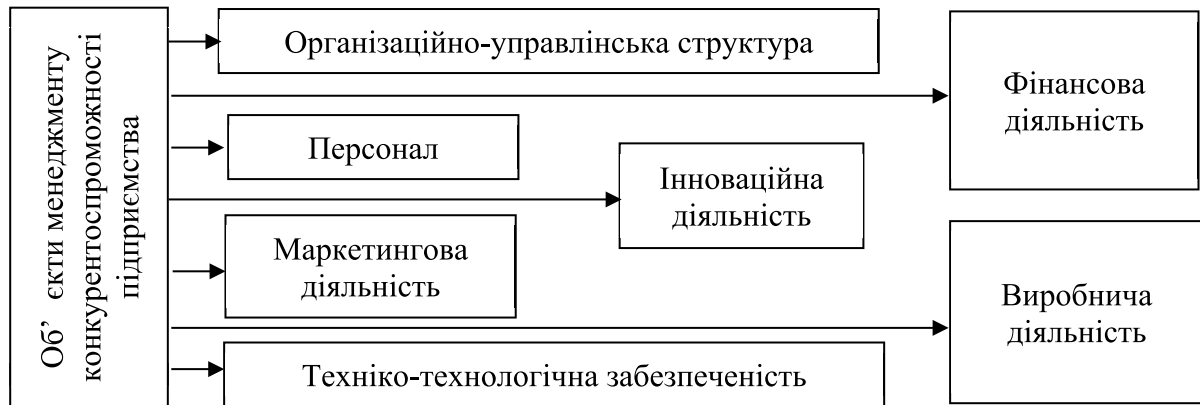 Об’ єкти менеджменту
конкурентоспроможності
підприємства
Організаційно-управлінська структура
Фінансова
діяльність
Персонал
Інноваційна
діяльність
Маркетингова
діяльність
Виробнича
діяльність
Техніко-технологічна забезпеченість